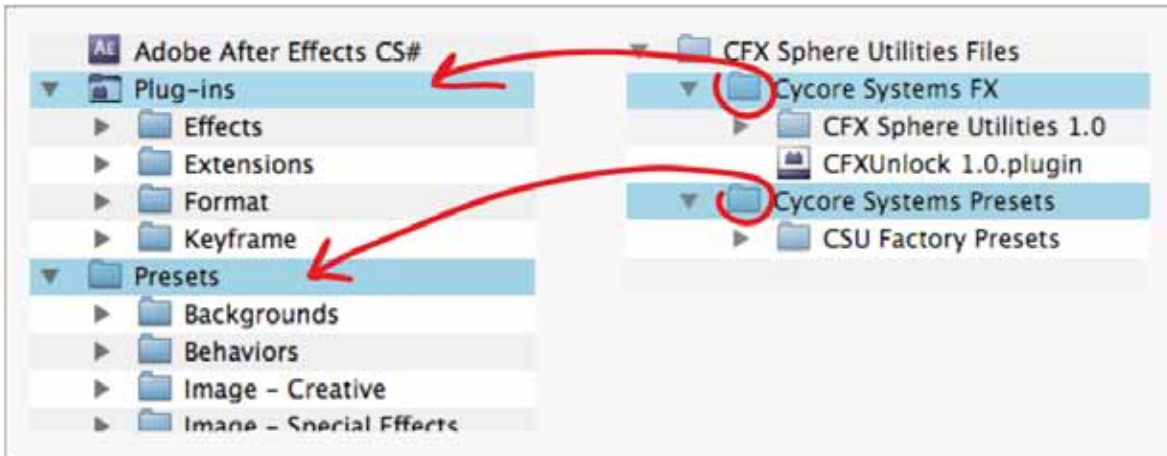 Adobe After Effects CS#
Plug-ins
Effects
Extensions
Format
Keyframe
Presets
Backgrounds
Behaviors
Image - Creative
Image - Special Effects
CFX Sphere Utilities Files
Cycore Systems FX
CFX Sphere Utilities 1.0
CFXUnlock 1.0.plugin
Cycore Systems Presets
CSU Factory Presets